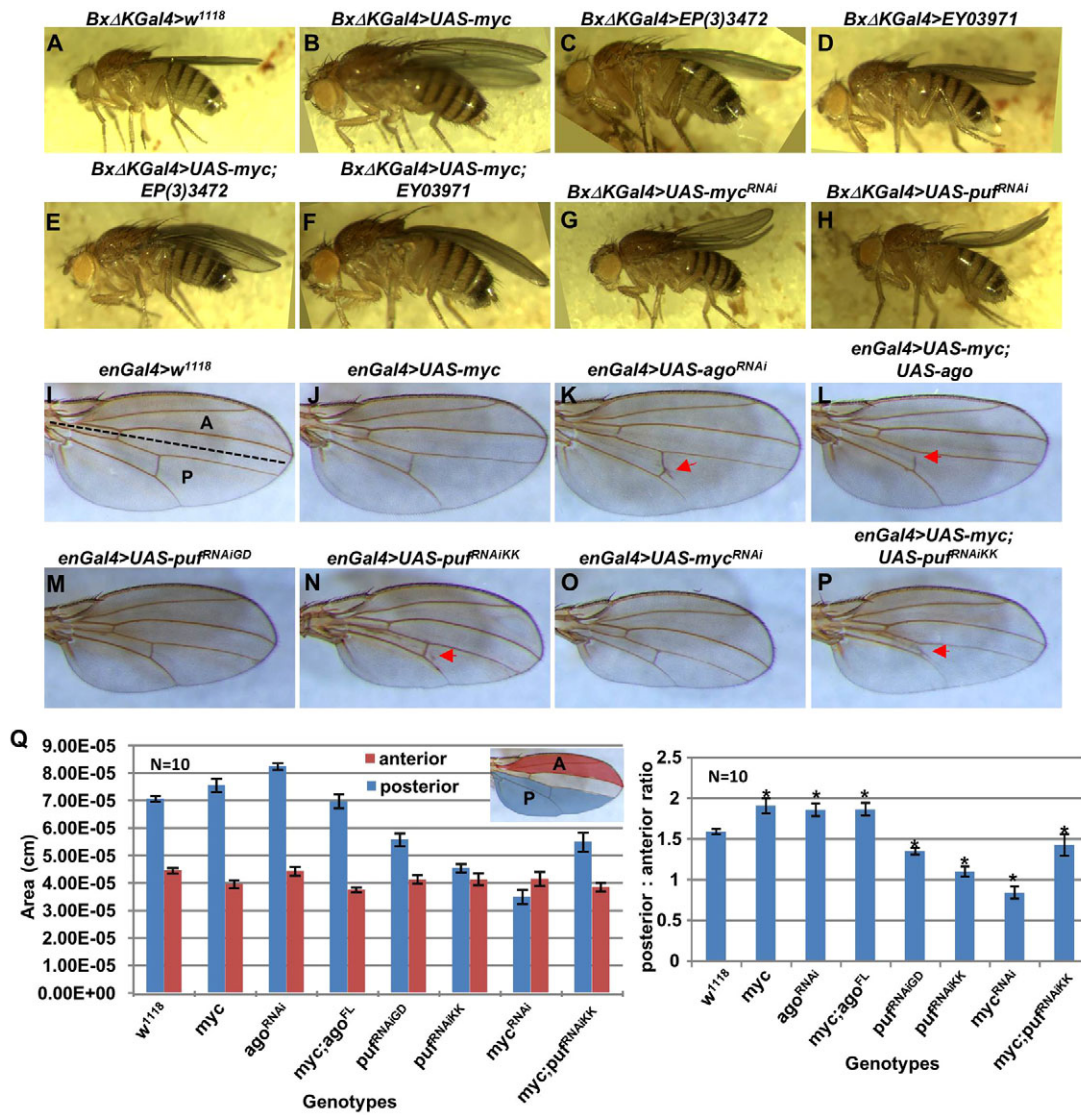 BxΔKGal4>w1118
BxΔKGal4>UAS-myc
BxΔKGal4>EP(3)3472
BxΔKGal4>EY03971
A
B
C
D
BxΔKGal4>UAS-myc;
EP(3)3472
BxΔKGal4>UAS-myc;
EY03971
BxΔKGal4>UAS-mycRNAi
BxΔKGal4>UAS-pufRNAi
E
F
G
H
enGal4>w1118
enGal4>UAS-myc
enGal4>UAS-agoRNAi
enGal4>UAS-myc;
UAS-ago
I
A
P
J
K
L
enGal4>UAS-pufRNAiGD
enGal4>UAS-pufRNAiKK
enGal4>UAS-mycRNAi
enGal4>UAS-myc;
UAS-pufRNAiKK
M
N
O
P
Q
Area (cm)
9.00E-05
8.00E-05
7.00E-05
6.00E-05
5.00E-05
4.00E-05
3.00E-05
2.00E-05
1.00E-05
0.00E+00
N=10
anterior
posterior
A
P
w1118
myc
agoRNAi
myc;agoFL
pufRNAiGD
pufRNAiKK
mycRNAi
myc;pufRNAiKK
Genotypes
posterior : anterior ratio
2.5
2
1.5
1
0.5
0
N=10
*
*
*
*
*
*
*
w1118
myc
agoRNAi
myc;agoFL
pufRNAiGD
pufRNAiKK
mycRNAi
myc;pufRNAiKK
Genotypes